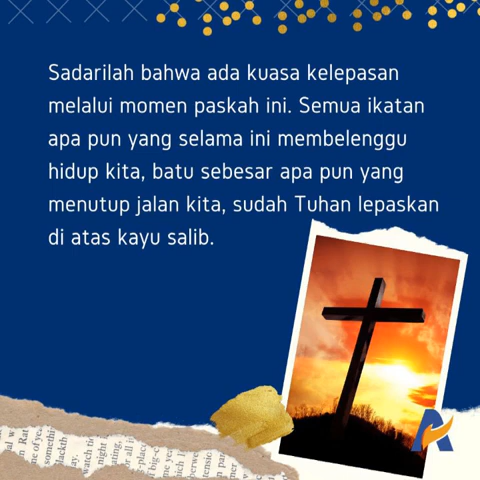 Sadarilah bahwa ada kuasa kelepasan
melalui momen paskah ini. Semua ikatan
apa pun yang selama ini membelenggu
hidup kita, batu sebesar apa pun yang
menutup jalan kita, sudah Tuhan lepaskan
di atas kayu salib.